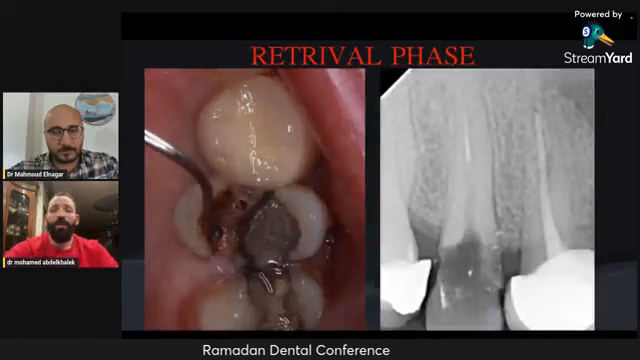 Powered by
S
StreamYard
RETRIVAL PHASE
Dr Mahmoud Elnagar
dr mohamed abdelkhalek
Ramadan Dental Conference